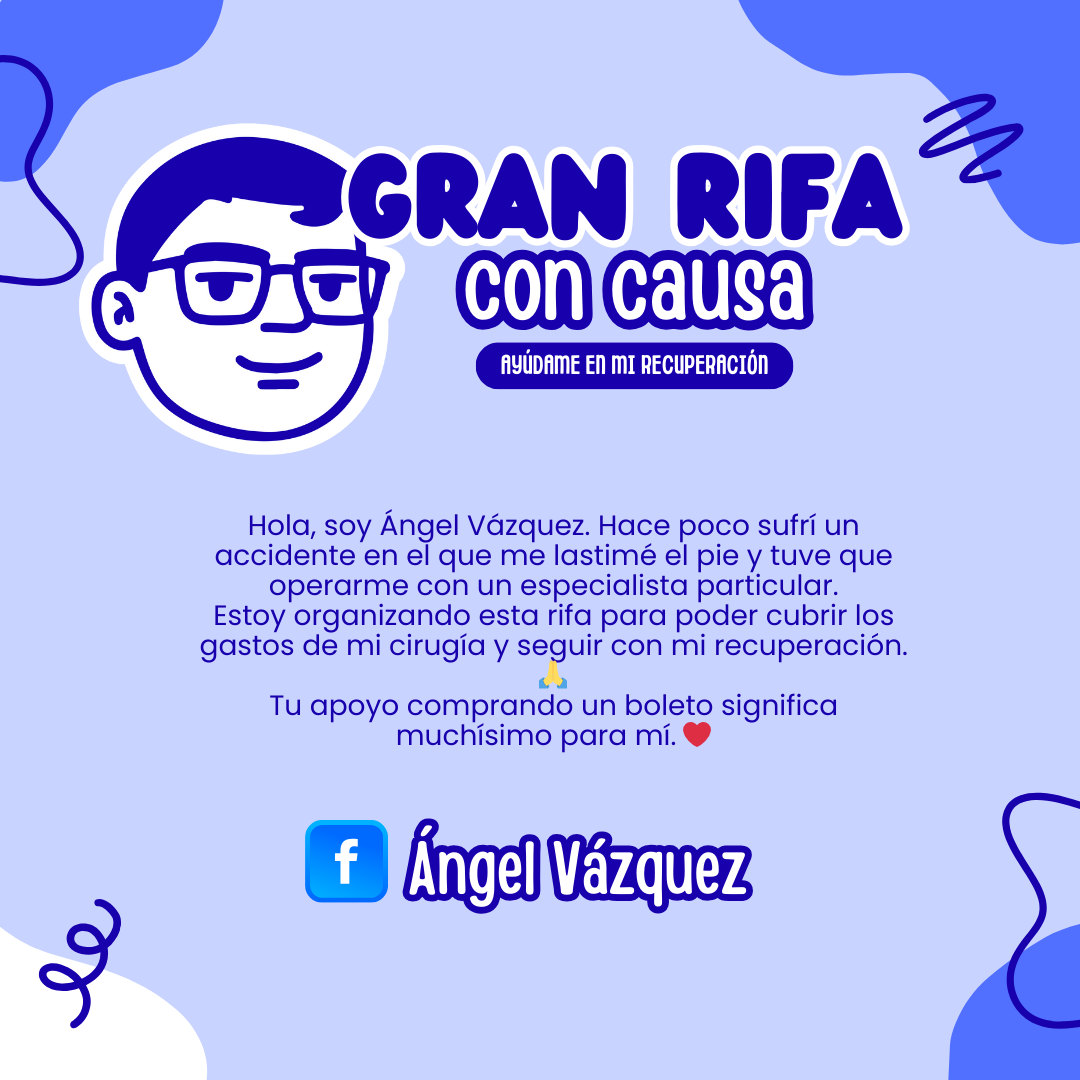 GRAN RIFA
con causa
AYÚDAME EN MI RECUPERACIÓN
Hola, soy Ángel Vázquez. Hace poco sufrí un
accidente en el que me lastimé el pie y tuve que
operarme con un especialista particular.
Estoy organizando esta rifa para poder cubrir los
gastos de mi cirugía y seguir con mi recuperación.
🙏
Tu apoyo comprando un boleto significa
muchísimo para mí. ❤️
f Ángel Vázquez